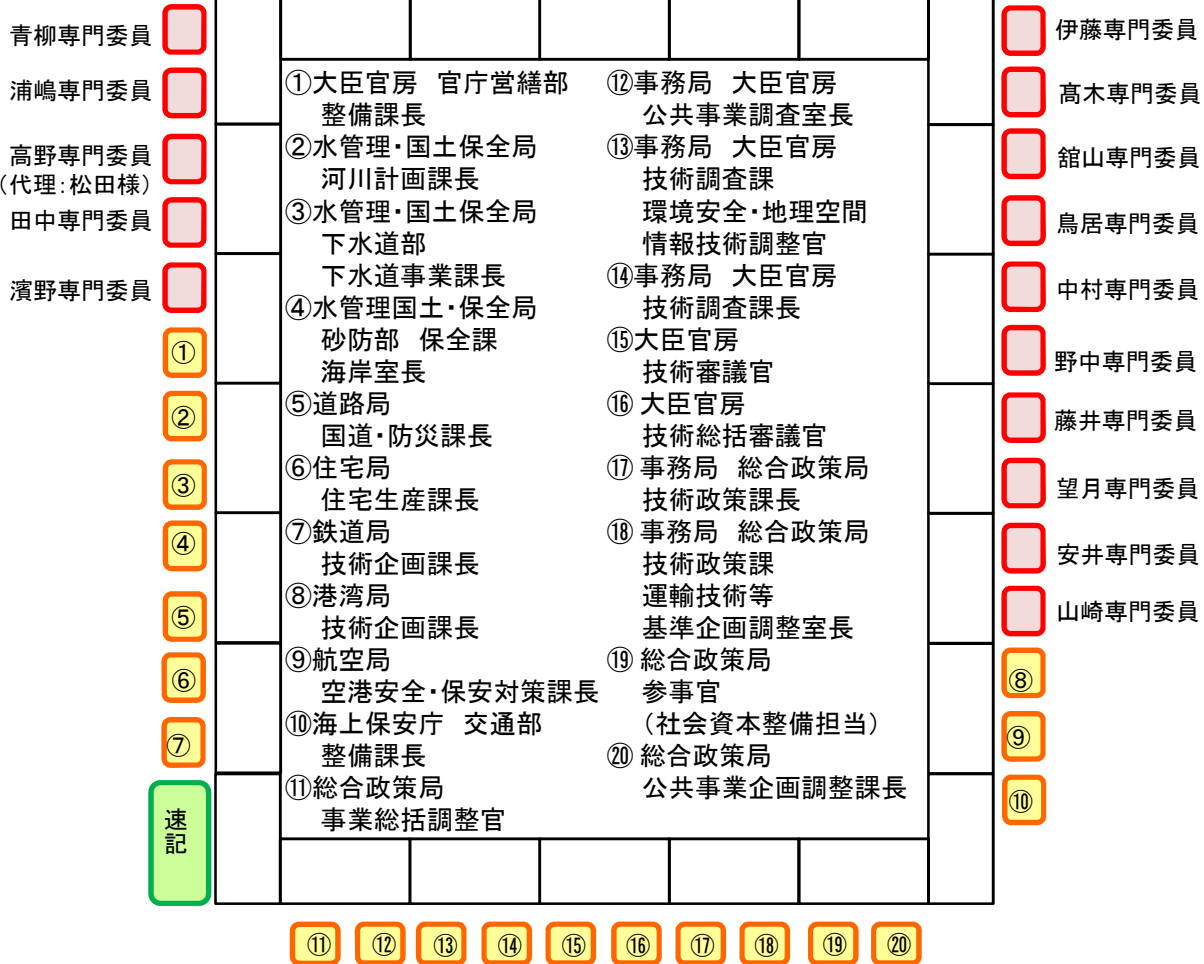 青柳専門委員
浦嶋専門委員
高野専門委員
(代理:松田様)
田中専門委員
濱野専門委員
①
②
③
④
⑤
⑥
⑦
速記
①大臣官房 官庁営繕部
整備課長
②水管理・国土保全局
河川計画課長
③水管理・国土保全局
下水道部
下水道事業課長
④水管理国土・保全局
砂防部 保全課
海岸室長
⑤道路局
国道・防災課長
⑥住宅局
住宅生産課長
⑦鉄道局
技術企画課長
⑧港湾局
技術企画課長
⑨航空局
空港安全・保安対策課長
⑩海上保安庁 交通部
整備課長
⑪総合政策局
事業総括調整官
⑫事務局 大臣官房
公共事業調査室長
⑬事務局 大臣官房
技術調査課
環境安全・地理空間
情報技術調整官
⑭事務局 大臣官房
技術調査課長
⑮大臣官房
技術審議官
⑯ 大臣官房
技術総括審議官
⑰ 事務局 総合政策局
技術政策課長
⑱ 事務局 総合政策局
技術政策課
運輸技術等
基準企画調整室長
⑲ 総合政策局
参事官
(社会資本整備担当)
⑳ 総合政策局
公共事業企画調整課長
伊藤専門委員
髙木専門委員
舘山専門委員
鳥居専門委員
中村専門委員
野中専門委員
藤井専門委員
望月専門委員
安井専門委員
山崎専門委員
⑧
⑨
⑩
⑪ ⑫ ⑬ ⑭ ⑮ ⑯ ⑰ ⑱ ⑲ ⑳